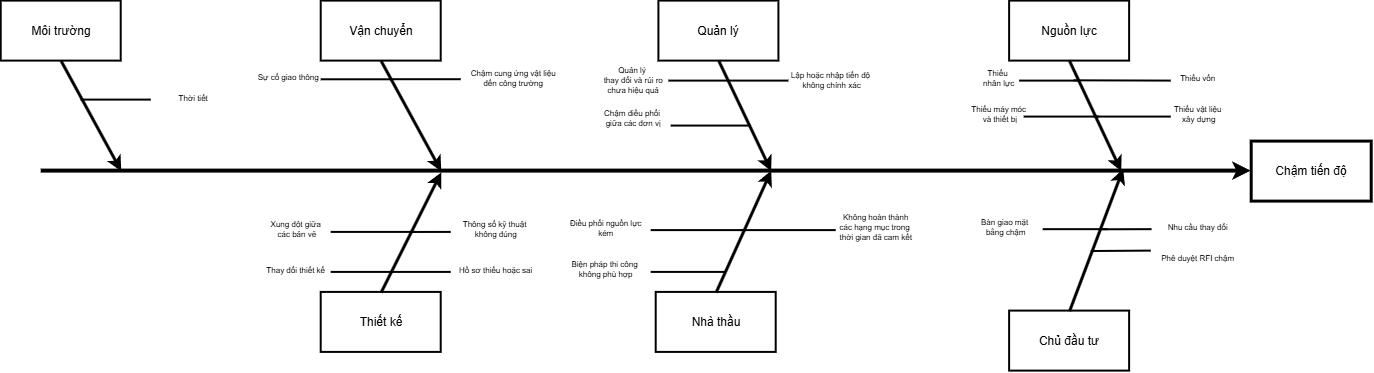 Môi trường
Vận chuyển
Quản lý
Nguồn lực
Sự cố giao thông
Chậm cung ứng vật liệu
đến công trường
Thời tiết
Quản lý
thay đổi và rủi ro
chưa hiệu quả
Lập hoặc nhập tiến độ
không chính xác
Chậm điều phối
giữa các đơn vị
Thiếu
nhân lực
Thiếu vốn
Thiếu máy móc
và thiết bị
Thiếu vật liệu
xây dựng
Chậm tiến độ
Xung đột giữa
các bản vẽ
Thông số kỹ thuật
không đúng
Thay đổi thiết kế
Hồ sơ thiếu hoặc sai
Điều phối nguồn lực
kém
Không hoàn thành
các hạng mục trong
thời gian đã cam kết
Biện pháp thi công
không phù hợp
Bàn giao mặt
bằng chậm
Nhu cầu thay đổi
Phê duyệt RFI chậm
Thiết kế
Nhà thầu
Chủ đầu tư